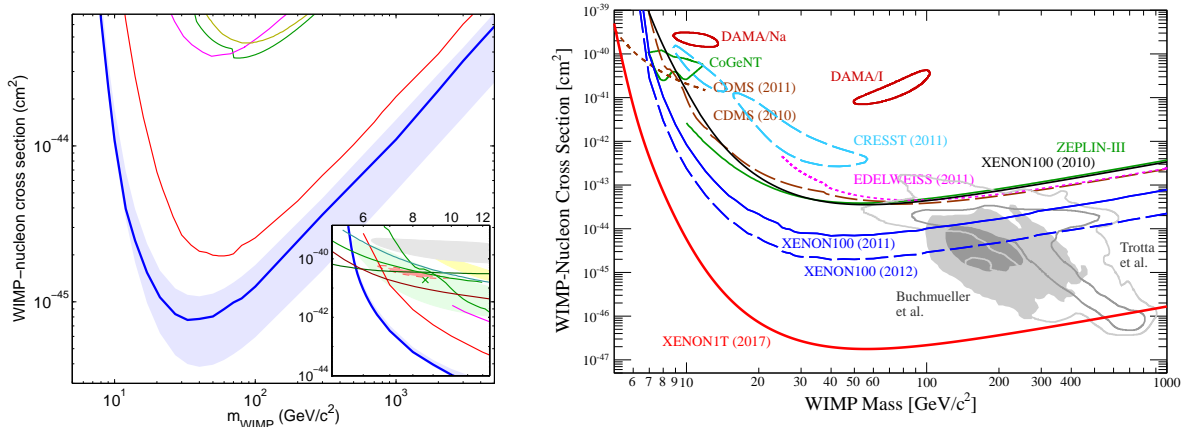 WIMP−nucleon cross section (cm²)
10⁻⁴⁴
10⁻⁴⁵
10¹
10²
10³
m_WIMP (GeV/c²)
6
8
10
12
10⁻⁴⁰
10⁻⁴²
10⁻⁴⁴
WIMP-Nucleon Cross Section [cm²]
10⁻³⁹
10⁻⁴⁰
10⁻⁴¹
10⁻⁴²
10⁻⁴³
10⁻⁴⁴
10⁻⁴⁵
10⁻⁴⁶
10⁻⁴⁷
DAMA/Na
CoGeNT
DAMA/I
CDMS (2011)
CDMS (2010)
CRESST (2011)
ZEPLIN-III
XENON100 (2010)
EDELWEISS (2011)
XENON100 (2011)
XENON100 (2012)
Trotta
et al.
Buchmueller
et al.
XENON1T (2017)
6 7 8 9 10 20 30 40 50 60 100 200 300 400 1000
WIMP Mass [GeV/c²]